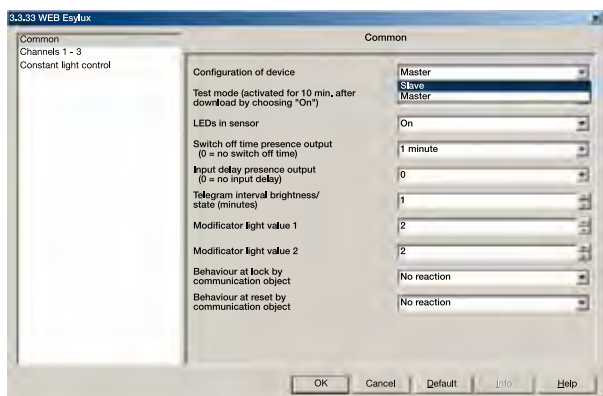 3.3.33 WEB Esylux
Common
Channels 1 - 3
Constant light control
Common
Configuration of device
Master
Slave
Master
Test mode (activated for 10 min. after
download by choosing "On")
LEDs in sensor
On
Switch off time presence output
(0 = no switch off time)
1 minute
Input delay presence output
(0 = no input delay)
0
Telegram interval brightness/
state (minutes)
1
Modificator light value 1
2
Modificator light value 2
2
Behaviour at lock by
communication object
No reaction
Behaviour at reset by
communication object
No reaction
OK
Cancel
Default
Info
Help